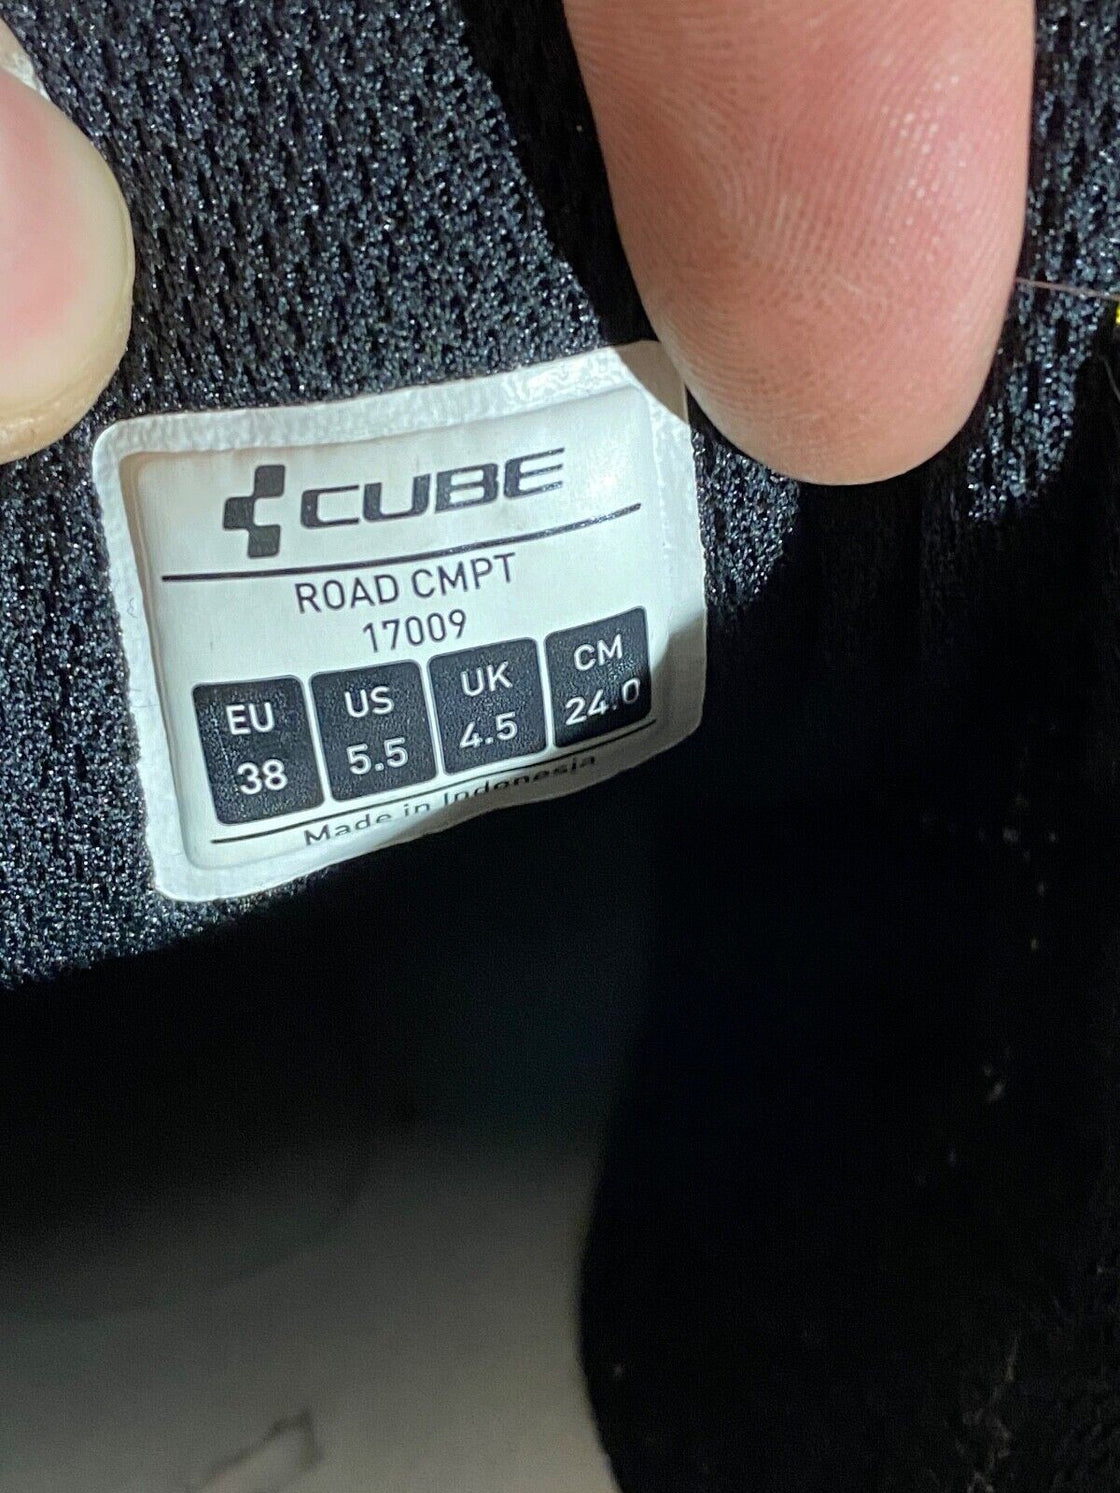 CUBE
ROAD CMPT
17009
EU US UK CM
38 5.5 4.5 24.0
Made in Indonesia